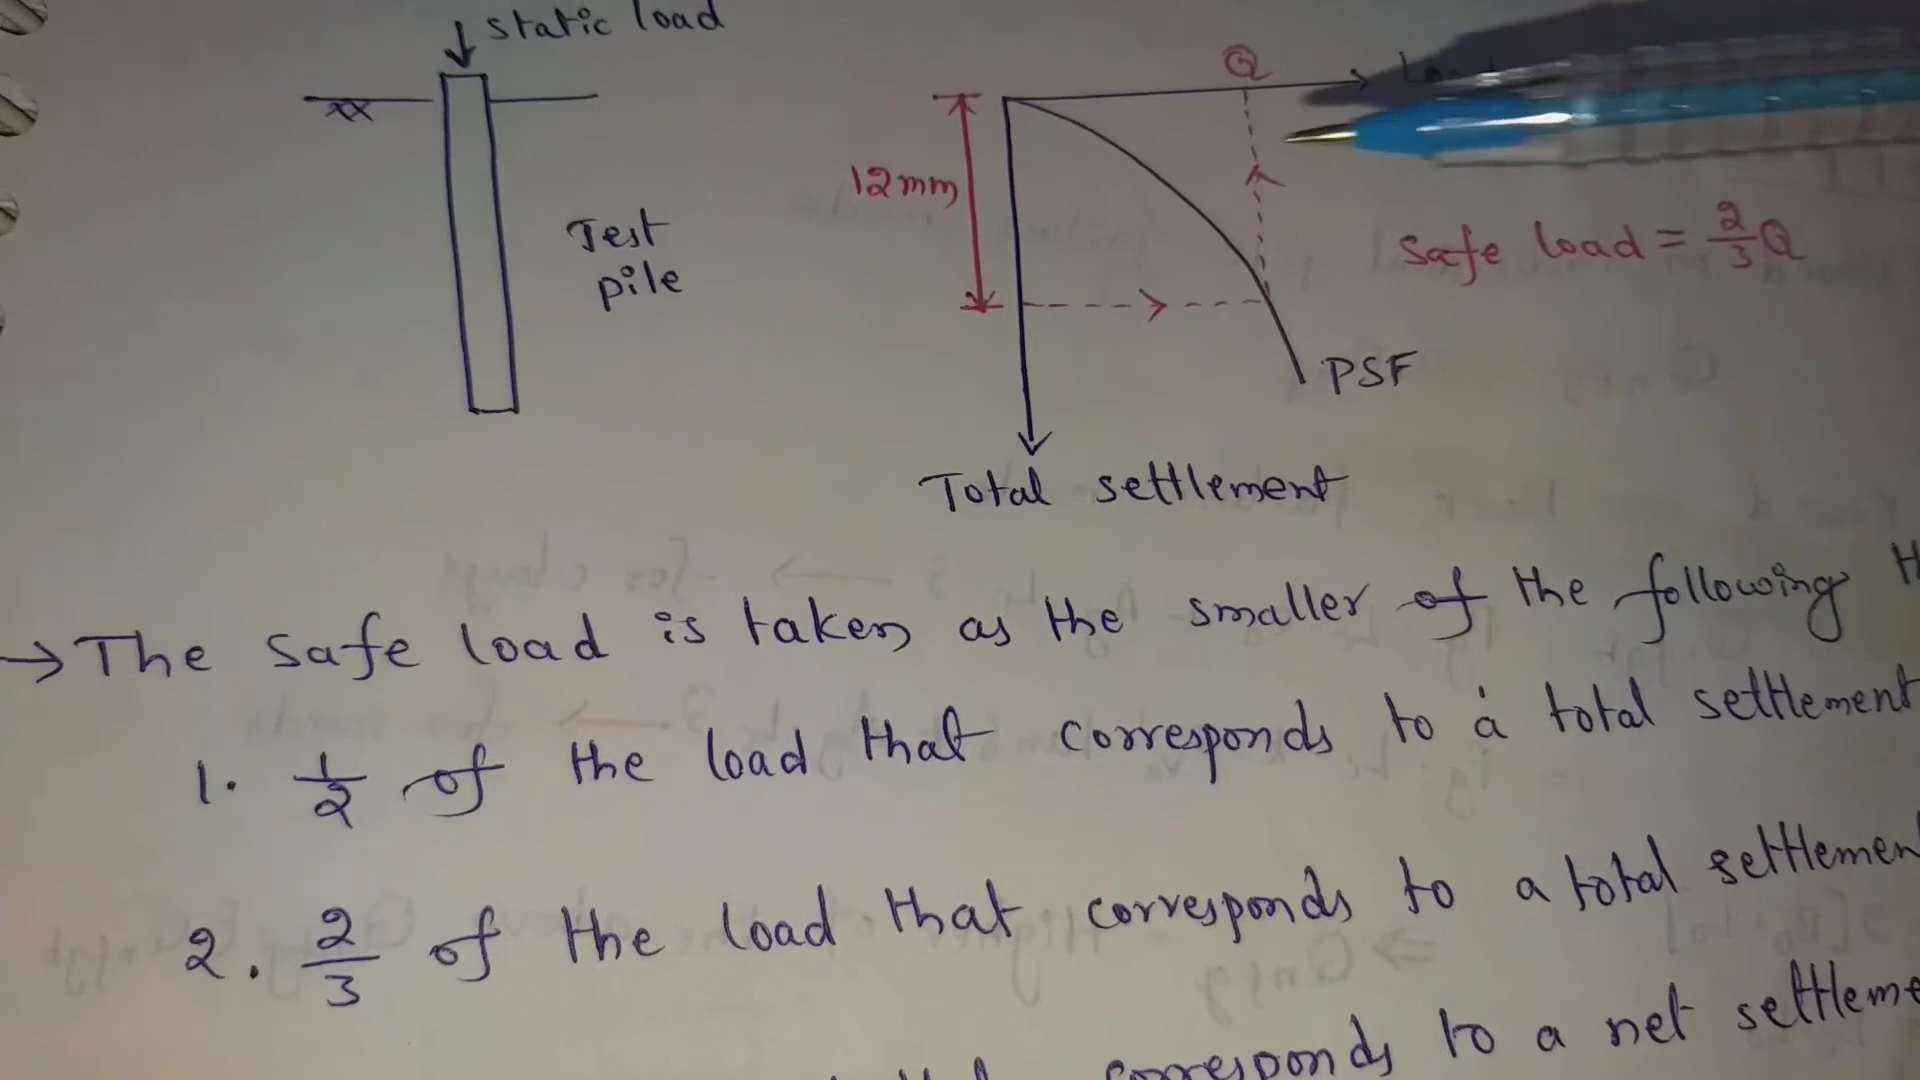 static load
Test
pile
Q
12mm
Safe load = 2/3 Q
PSF
Total settlement
→ The safe load is taken as the smaller of the following
1. 1/2 of the load that corresponds to a total settlement
2. 2/3 of the load that corresponds to a total settlemen
corresponds to a net settleme